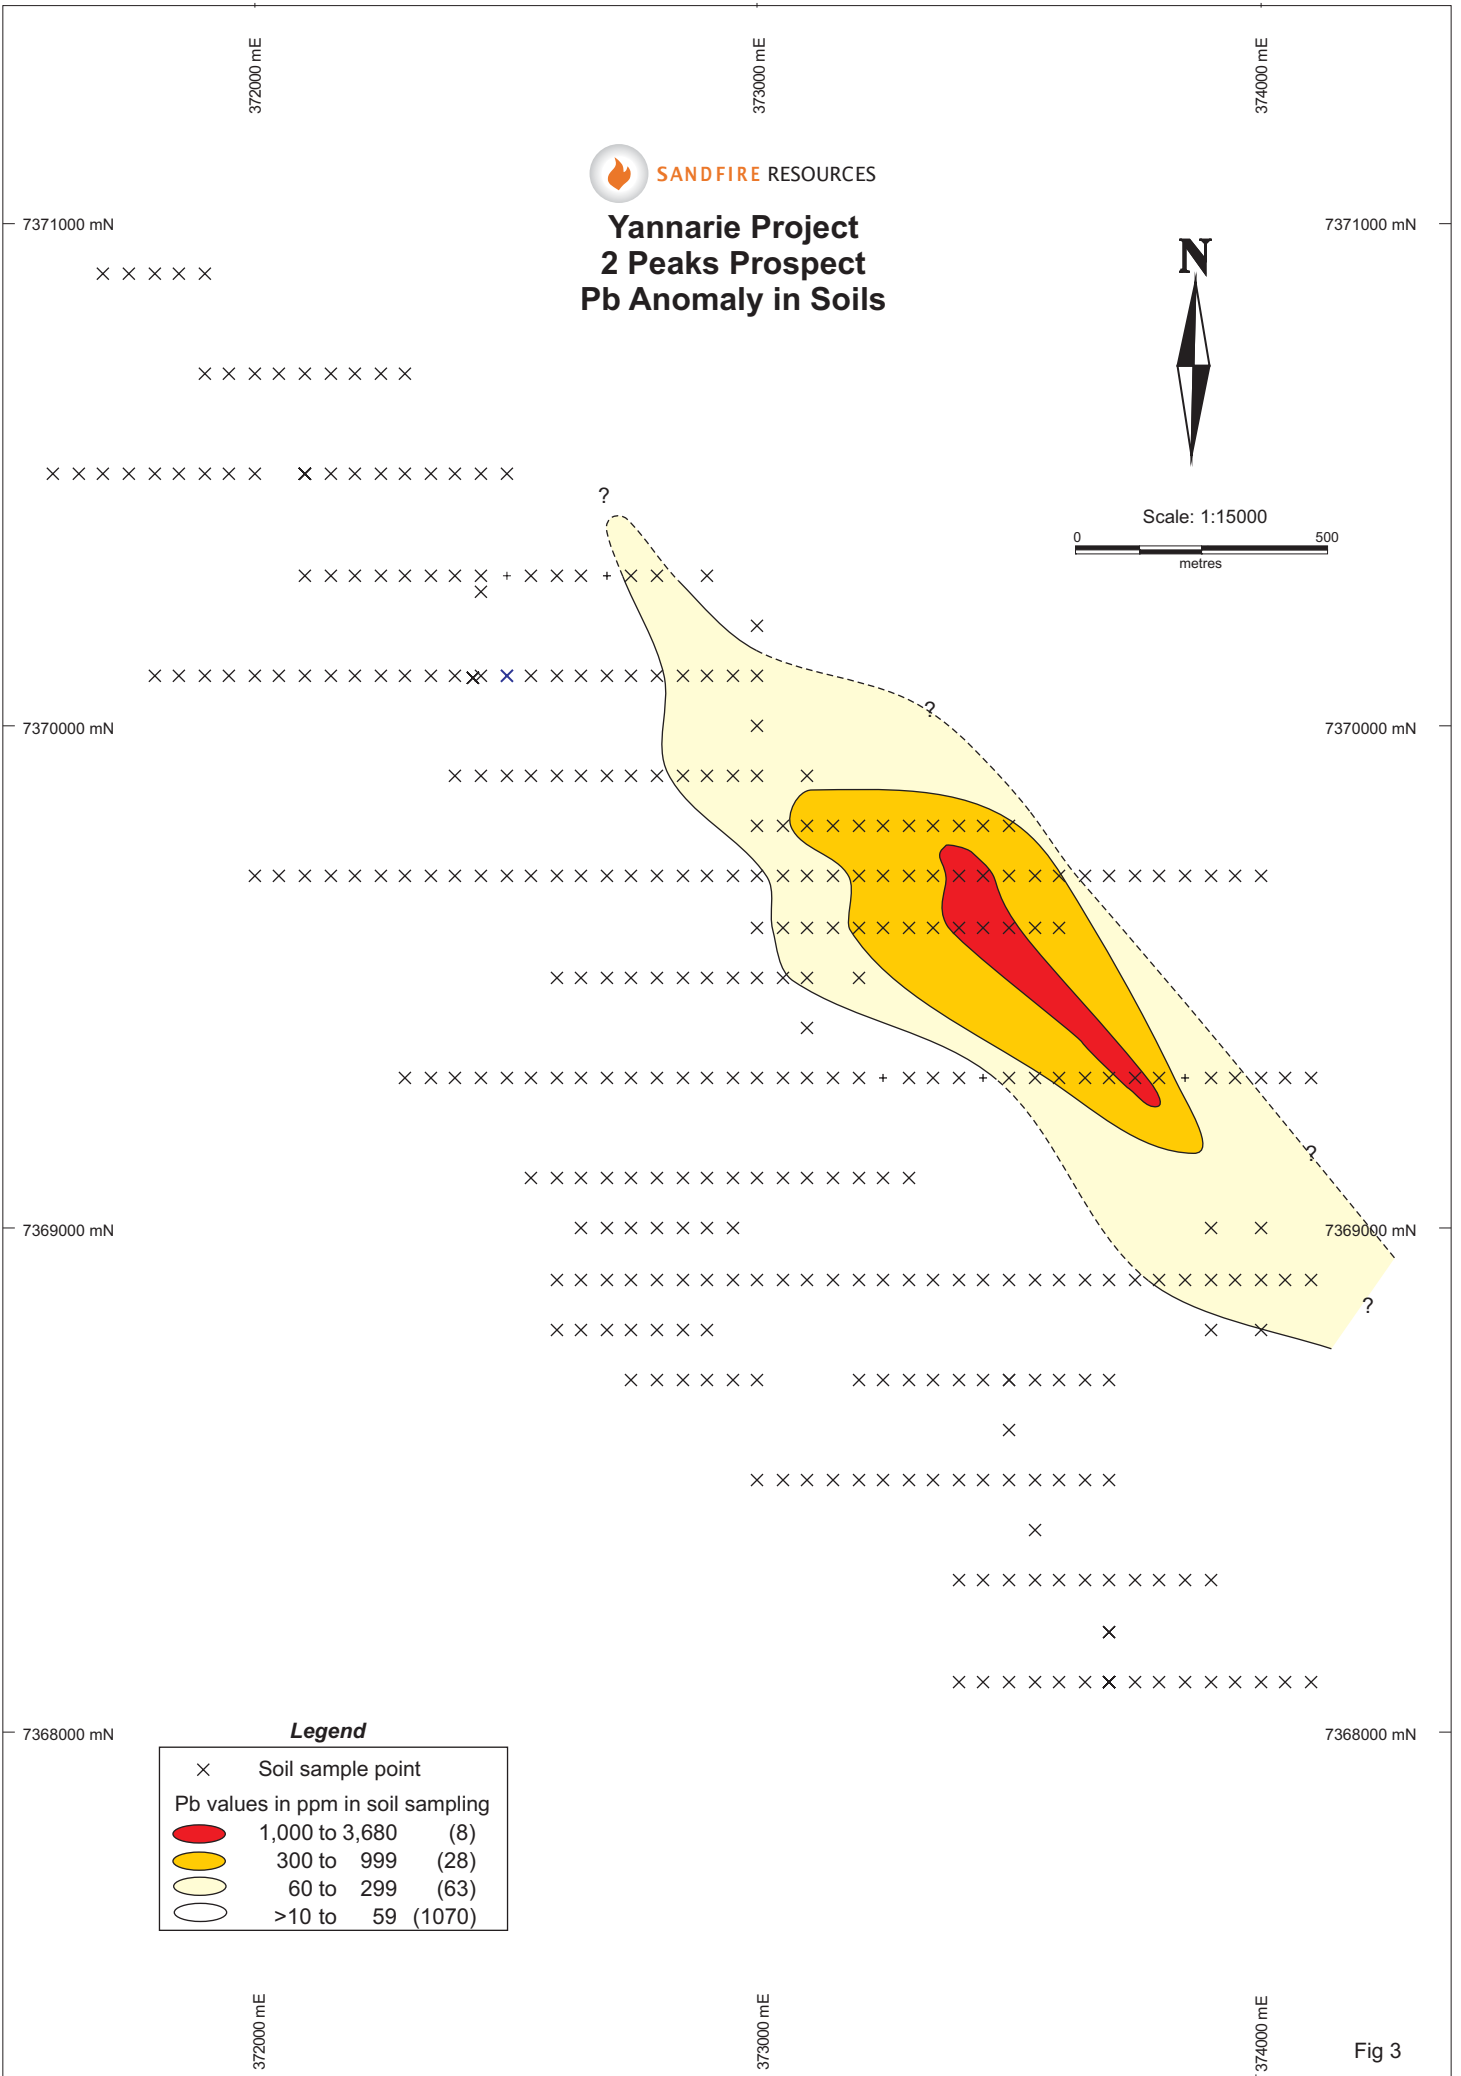 372000 mE
373000 mE
374000 mE
SANDFIRE RESOURCES
Yannarie Project
2 Peaks Prospect
Pb Anomaly in Soils
7371000 mN
7371000 mN
N
?
Scale: 1:15000
0 500
metres
?
7370000 mN
7370000 mN
?
7369000 mN
7369000 mN
?
7368000 mN
7368000 mN
Legend
Soil sample point
Pb values in ppm in soil sampling
1,000 to 3,680 (8)
300 to 999 (28)
60 to 299 (63)
>10 to 59 (1070)
372000 mE
373000 mE
374000 mE
Fig 3